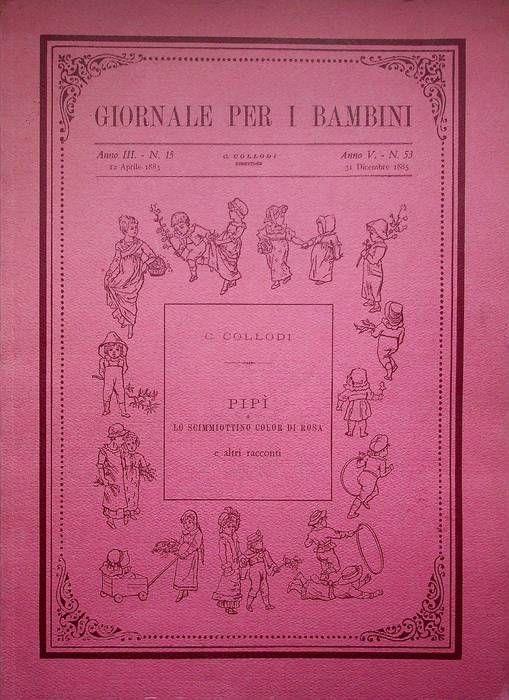 GIORNALE PER I BAMBINI
Anno III. - N. 15
12 Aprile 1883
C. COLLODI
DIRETTORE
Anno V. - N. 53
31 Dicembre 1885
C. COLLODI
PIPÌ
o
LO SCIMMIOTTINO COLOR DI ROSA
e altri racconti